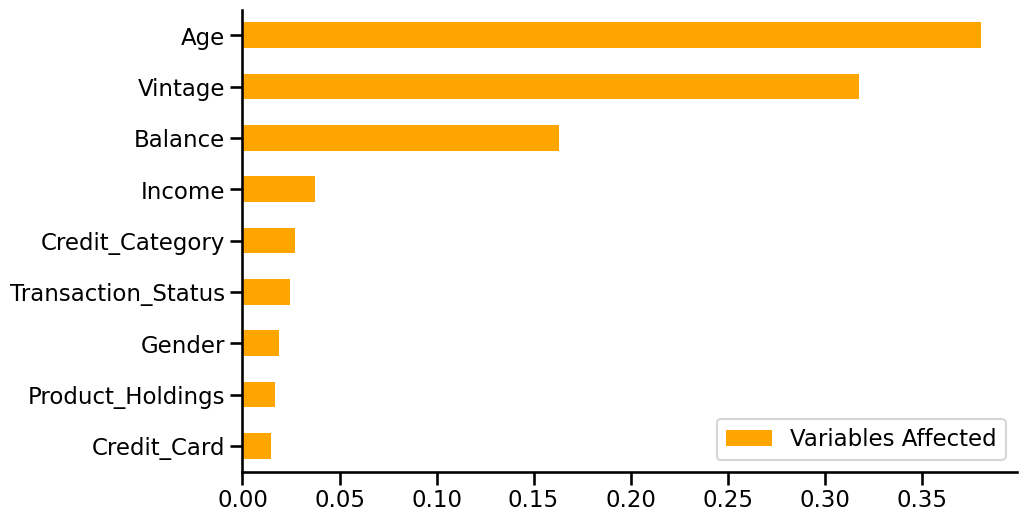 Age
Vintage
Balance
Income
Credit_Category
Transaction_Status
Gender
Product_Holdings
Credit_Card
Variables Affected
0.00 0.05 0.10 0.15 0.20 0.25 0.30 0.35